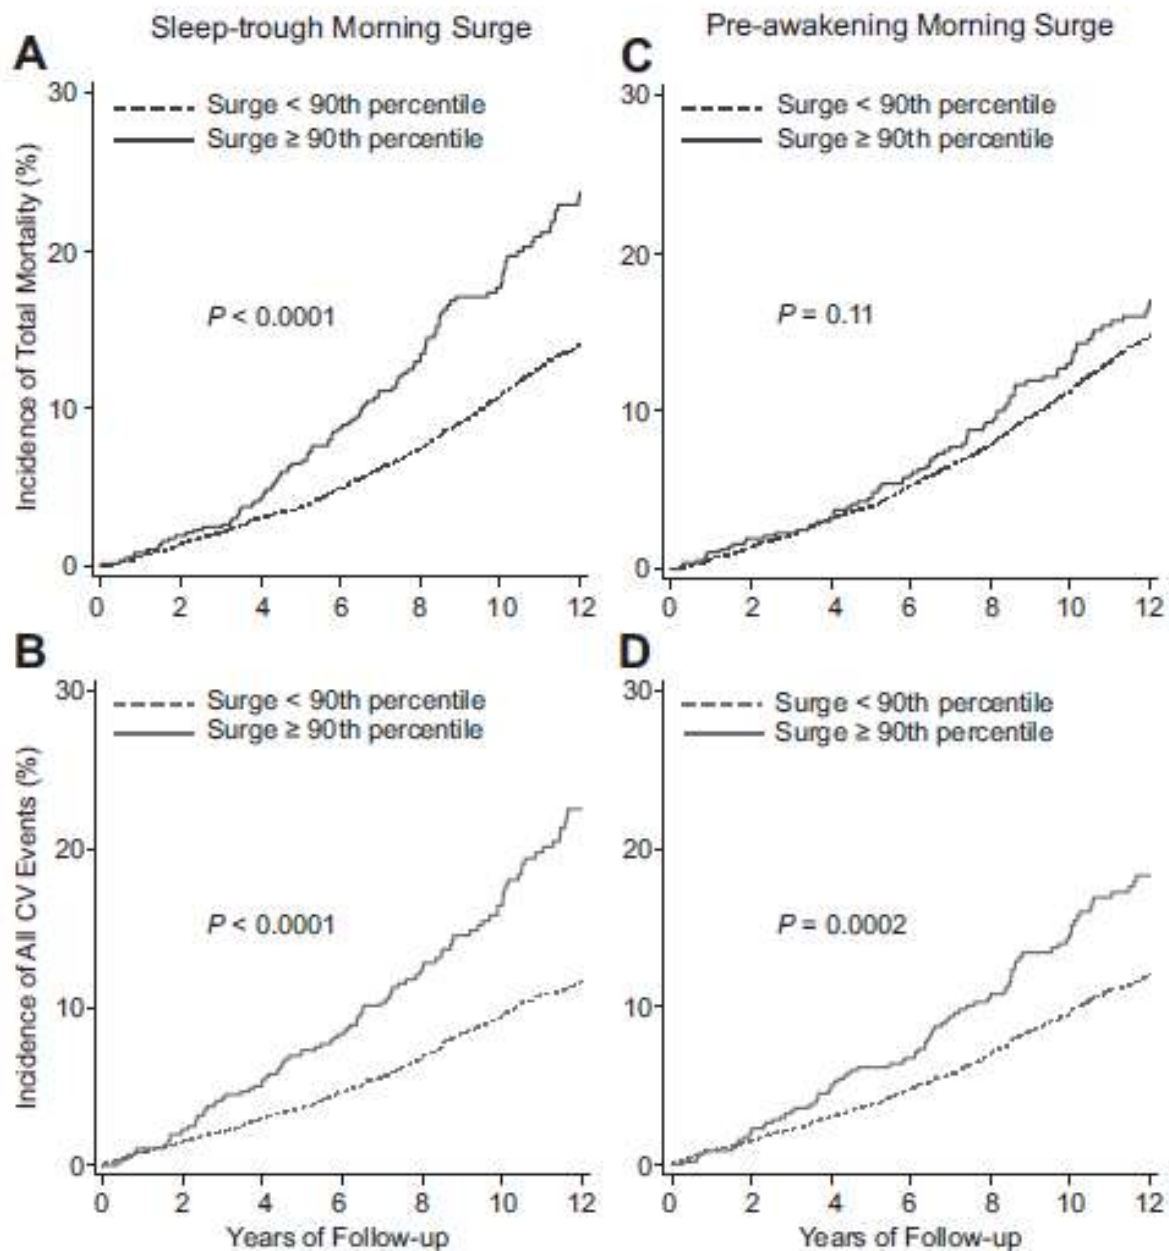 Sleep-trough Morning Surge
Pre-awakening Morning Surge
A
Surge < 90th percentile
Surge ≥ 90th percentile
P < 0.0001
Incidence of Total Mortality (%)
30
20
10
0
0 2 4 6 8 10 12
C
Surge < 90th percentile
Surge ≥ 90th percentile
P = 0.11
30
20
10
0
0 2 4 6 8 10 12
B
Surge < 90th percentile
Surge ≥ 90th percentile
P < 0.0001
Incidence of All CV Events (%)
30
20
10
0
0 2 4 6 8 10 12
Years of Follow-up
D
Surge < 90th percentile
Surge ≥ 90th percentile
P = 0.0002
30
20
10
0
0 2 4 6 8 10 12
Years of Follow-up